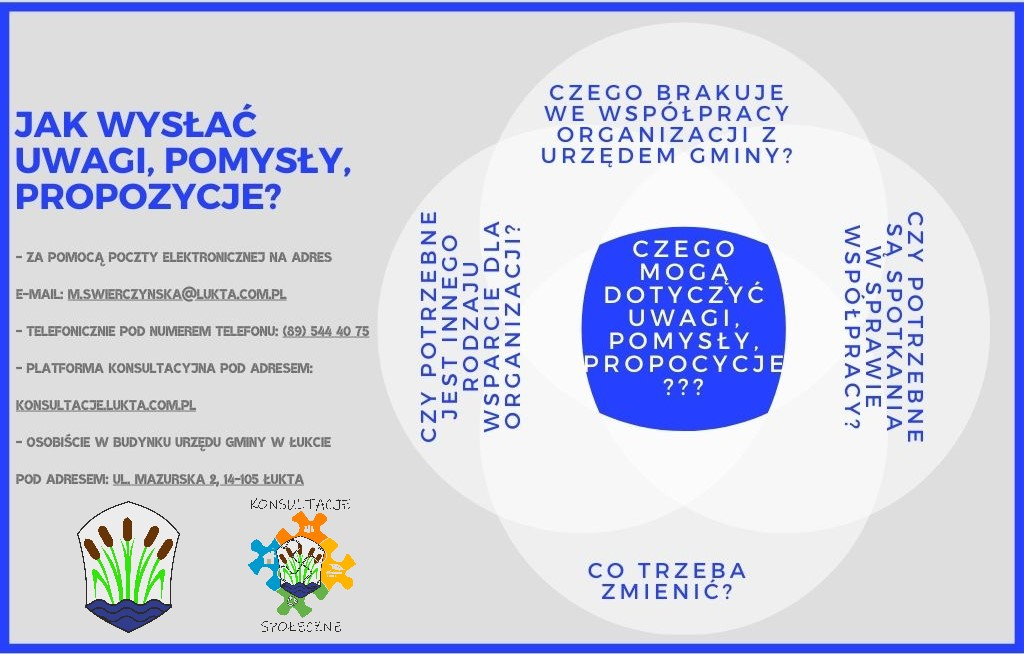 JAK WYSŁAĆ
UWAGI, POMYSŁY,
PROPOZYCJE?
- ZA POMOCĄ POCZTY ELEKTRONICZNEJ NA ADRES
E-MAIL: M.SWIERCZYNSKA@LUKTA.COM.PL
- TELEFONICZNIE POD NUMEREM TELEFONU: (89) 544 40 75
- PLATFORMA KONSULTACYJNA POD ADRESEM:
KONSULTACJE.LUKTA.COM.PL
- OSOBIŚCIE W BUDYNKU URZĘDU GMINY W ŁUKCIE
POD ADRESEM: UL. MAZURSKA 2, 14-105 ŁUKTA
KONSULTACJE
SPOŁECZNE
CZEGO BRAKUJE
WE WSPÓŁPRACY
ORGANIZACJI Z
URZĘDEM GMINY?
CZY POTRZEBNE
JEST INNEGO
RODZAJU
WSPARCIE DLA
ORGANIZACJI?
CZEGO
MOGĄ
DOTYCZYĆ
UWAGI,
POMYSŁY,
PROPOCYCJE
???
CZY POTRZEBNE
SĄ SPOTKANIA
W SPRAWIE
WSPÓŁPRACY?
CO TRZEBA
ZMIENIĆ?